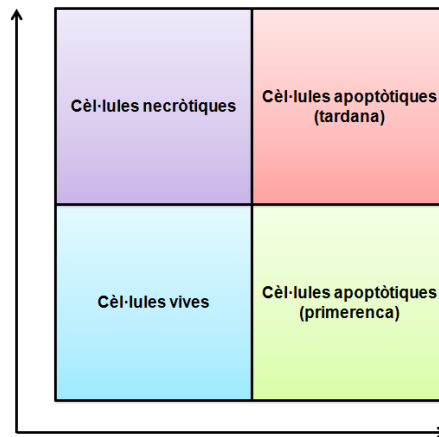 Cèl·lules necròtiques
Cèl·lules apoptòtiques
(tardana)
Cèl·lules vives
Cèl·lules apoptòtiques
(primerenca)